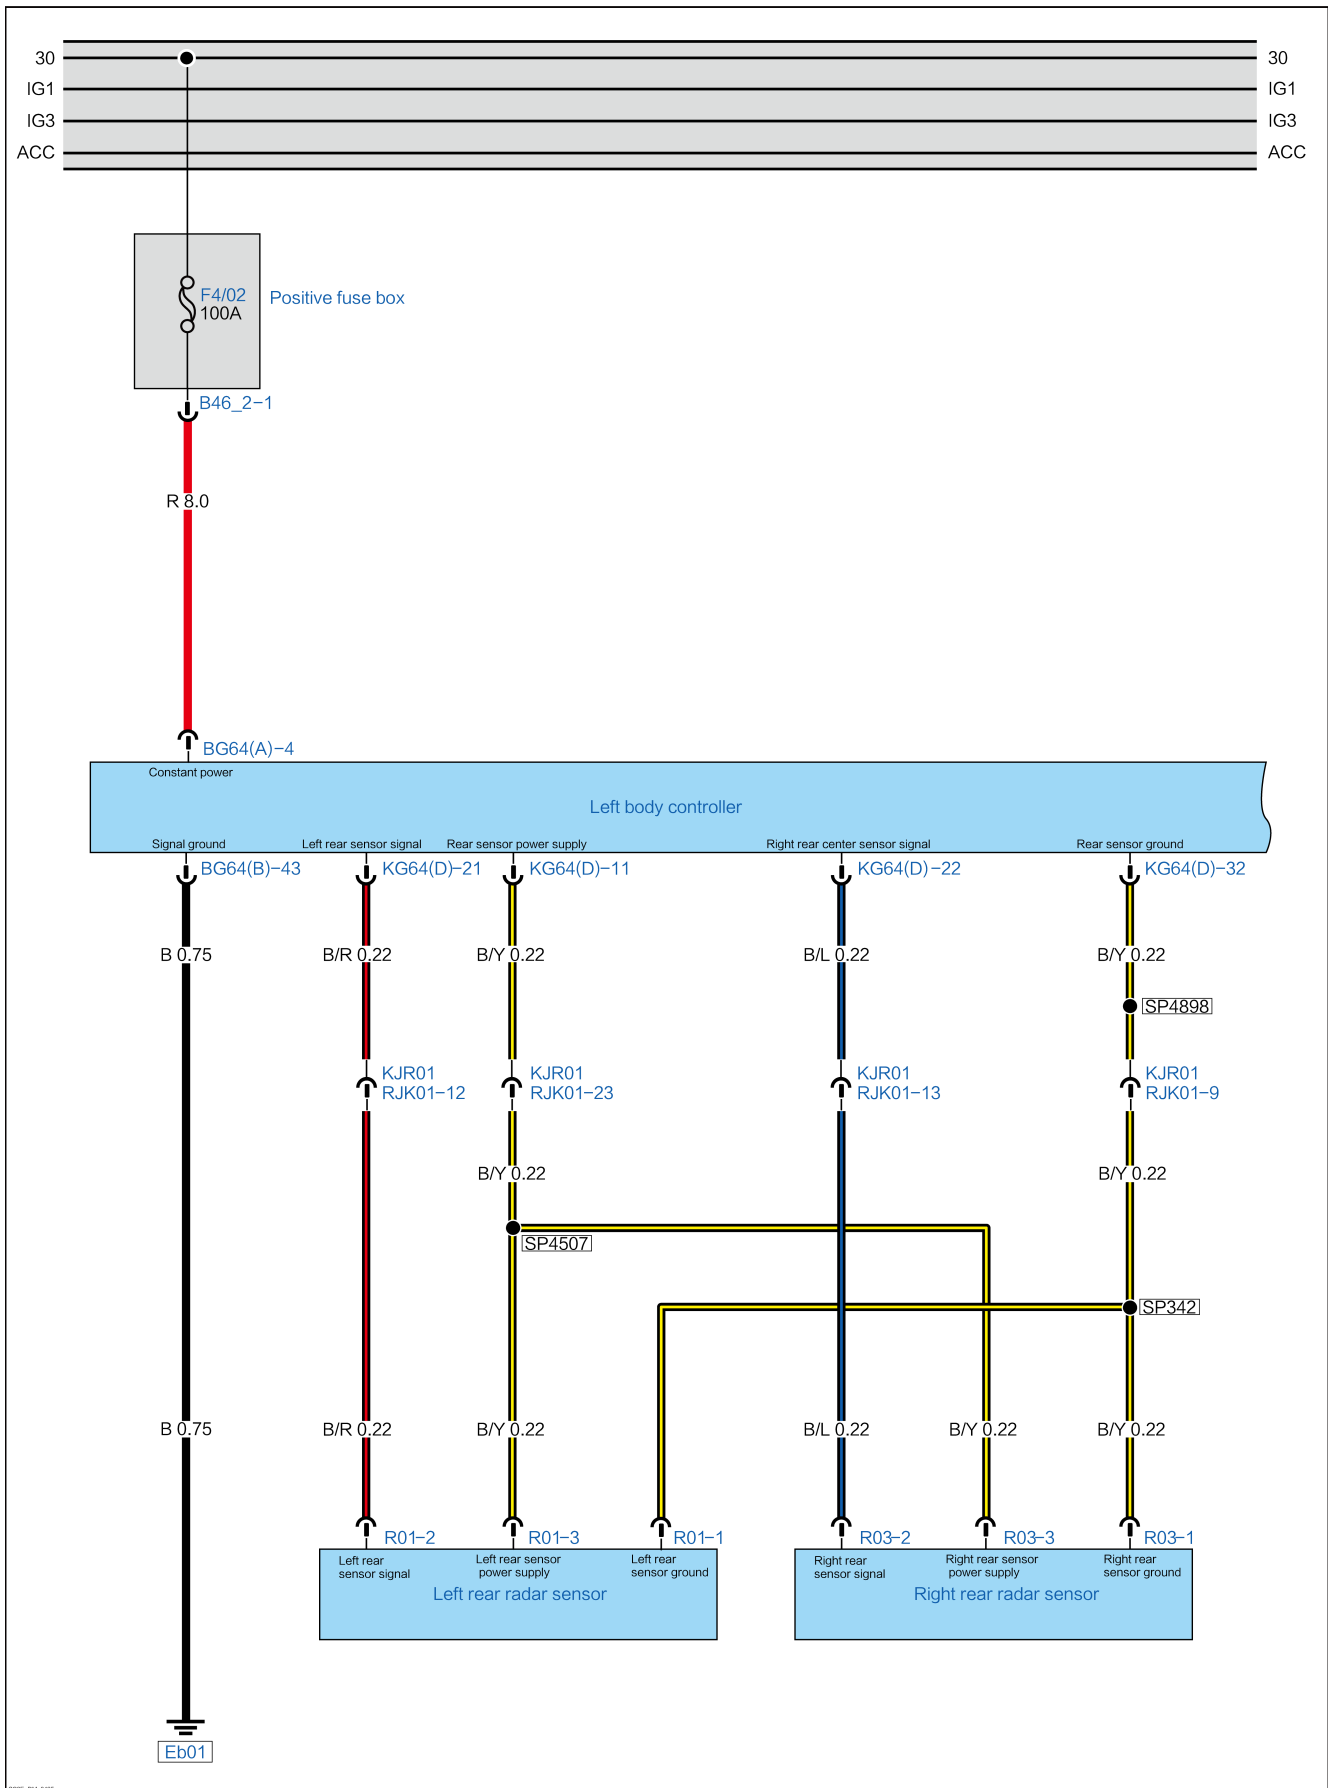 30 30
IG1 IG1
IG3 IG3
ACC ACC
F4/02
100A
Positive fuse box
B46_2-1
R 8.0
BG64(A)-4
Constant power
Left body controller
Signal ground Left rear sensor signal Rear sensor power supply Right rear center sensor signal Rear sensor ground
BG64(B)-43 KG64(D)-21 KG64(D)-11 KG64(D)-22 KG64(D)-32
B 0.75 B/R 0.22 B/Y 0.22 B/L 0.22 B/Y 0.22
SP4898
KJR01 KJR01 KJR01 KJR01
RJK01-12 RJK01-23 RJK01-13 RJK01-9
B/Y 0.22 B/Y 0.22
SP4507
SP342
B 0.75 B/R 0.22 B/Y 0.22 B/L 0.22 B/Y 0.22 B/Y 0.22
R01-2 R01-3 R01-1 R03-2 R03-3 R03-1
Left rear Left rear sensor Left rear Right rear Right rear sensor Right rear
sensor signal power supply sensor ground sensor signal power supply sensor ground
Left rear radar sensor Right rear radar sensor
Eb01